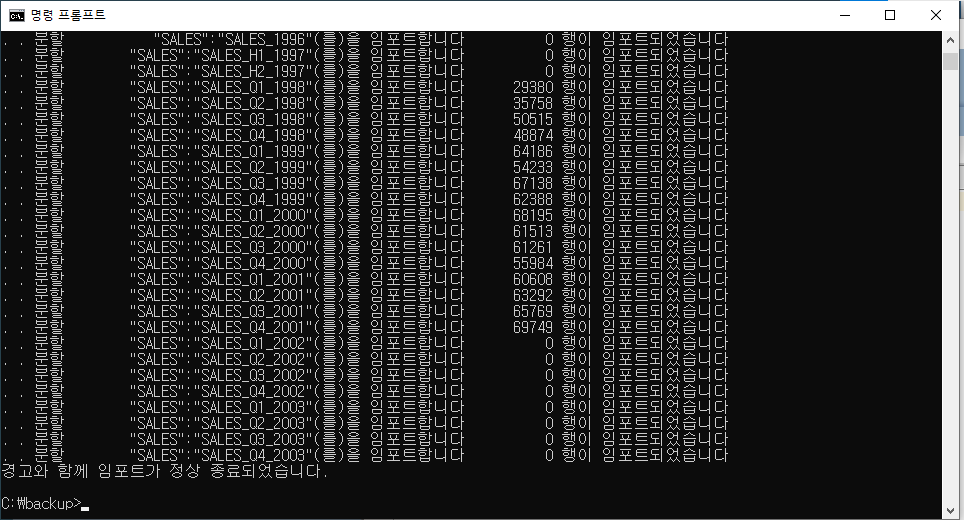 명령 프롬프트
. . 분할 "SALES":"SALES_1996"(를)을 임포트합니다 0 행이 임포트되었습니다
. . 분할 "SALES":"SALES_H1_1997"(를)을 임포트합니다 0 행이 임포트되었습니다
. . 분할 "SALES":"SALES_H2_1997"(를)을 임포트합니다 0 행이 임포트되었습니다
. . 분할 "SALES":"SALES_Q1_1998"(를)을 임포트합니다 29380 행이 임포트되었습니다
. . 분할 "SALES":"SALES_Q2_1998"(를)을 임포트합니다 35758 행이 임포트되었습니다
. . 분할 "SALES":"SALES_Q3_1998"(를)을 임포트합니다 50515 행이 임포트되었습니다
. . 분할 "SALES":"SALES_Q4_1998"(를)을 임포트합니다 48874 행이 임포트되었습니다
. . 분할 "SALES":"SALES_Q1_1999"(를)을 임포트합니다 64186 행이 임포트되었습니다
. . 분할 "SALES":"SALES_Q2_1999"(를)을 임포트합니다 54233 행이 임포트되었습니다
. . 분할 "SALES":"SALES_Q3_1999"(를)을 임포트합니다 67138 행이 임포트되었습니다
. . 분할 "SALES":"SALES_Q4_1999"(를)을 임포트합니다 62388 행이 임포트되었습니다
. . 분할 "SALES":"SALES_Q1_2000"(를)을 임포트합니다 68195 행이 임포트되었습니다
. . 분할 "SALES":"SALES_Q2_2000"(를)을 임포트합니다 61513 행이 임포트되었습니다
. . 분할 "SALES":"SALES_Q3_2000"(를)을 임포트합니다 61261 행이 임포트되었습니다
. . 분할 "SALES":"SALES_Q4_2000"(를)을 임포트합니다 55984 행이 임포트되었습니다
. . 분할 "SALES":"SALES_Q1_2001"(를)을 임포트합니다 60608 행이 임포트되었습니다
. . 분할 "SALES":"SALES_Q2_2001"(를)을 임포트합니다 63292 행이 임포트되었습니다
. . 분할 "SALES":"SALES_Q3_2001"(를)을 임포트합니다 65769 행이 임포트되었습니다
. . 분할 "SALES":"SALES_Q4_2001"(를)을 임포트합니다 69749 행이 임포트되었습니다
. . 분할 "SALES":"SALES_Q1_2002"(를)을 임포트합니다 0 행이 임포트되었습니다
. . 분할 "SALES":"SALES_Q2_2002"(를)을 임포트합니다 0 행이 임포트되었습니다
. . 분할 "SALES":"SALES_Q3_2002"(를)을 임포트합니다 0 행이 임포트되었습니다
. . 분할 "SALES":"SALES_Q4_2002"(를)을 임포트합니다 0 행이 임포트되었습니다
. . 분할 "SALES":"SALES_Q1_2003"(를)을 임포트합니다 0 행이 임포트되었습니다
. . 분할 "SALES":"SALES_Q2_2003"(를)을 임포트합니다 0 행이 임포트되었습니다
. . 분할 "SALES":"SALES_Q3_2003"(를)을 임포트합니다 0 행이 임포트되었습니다
. . 분할 "SALES":"SALES_Q4_2003"(를)을 임포트합니다 0 행이 임포트되었습니다
경고와 함께 임포트가 정상 종료되었습니다.
C:₩backup>